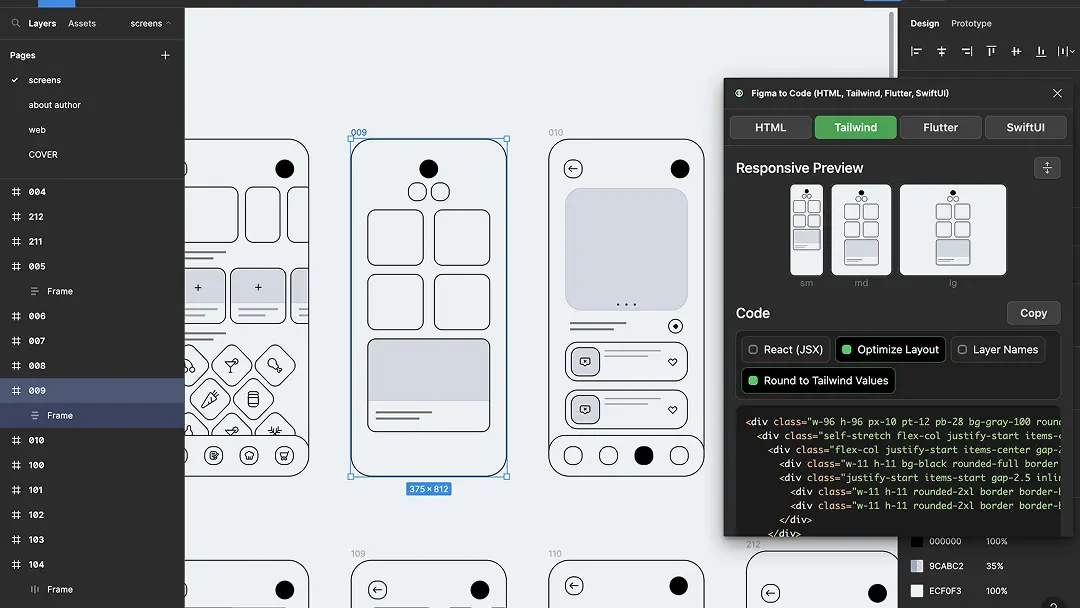 Layers Assets screens
Pages
screens
about author
web
COVER
004
212
211
005
Frame
006
007
008
009
Frame
010
100
101
102
103
104
Frame
009
010
375 × 812
109
110
212
Design Prototype
Figma to Code (HTML, Tailwind, Flutter, SwiftUI)
HTML Tailwind Flutter SwiftUI
Responsive Preview
sm md lg
Code Copy
React (JSX) Optimize Layout Layer Names
Round to Tailwind Values
<div class="w-96 h-96 px-10 pt-12 pb-28 bg-gray-100 roun
<div class="self-stretch flex-col justify-start items-c
<div class="flex-col justify-start items-center gap-2
<div class="w-11 h-11 bg-black rounded-full border
<div class="justify-start items-start gap-2.5 inlin
<div class="w-11 h-11 rounded-2xl border border-b
<div class="w-11 h-11 rounded-2xl border border-b
</div>
</div>
000000 100%
9CABC2 35%
ECF0F3 100%